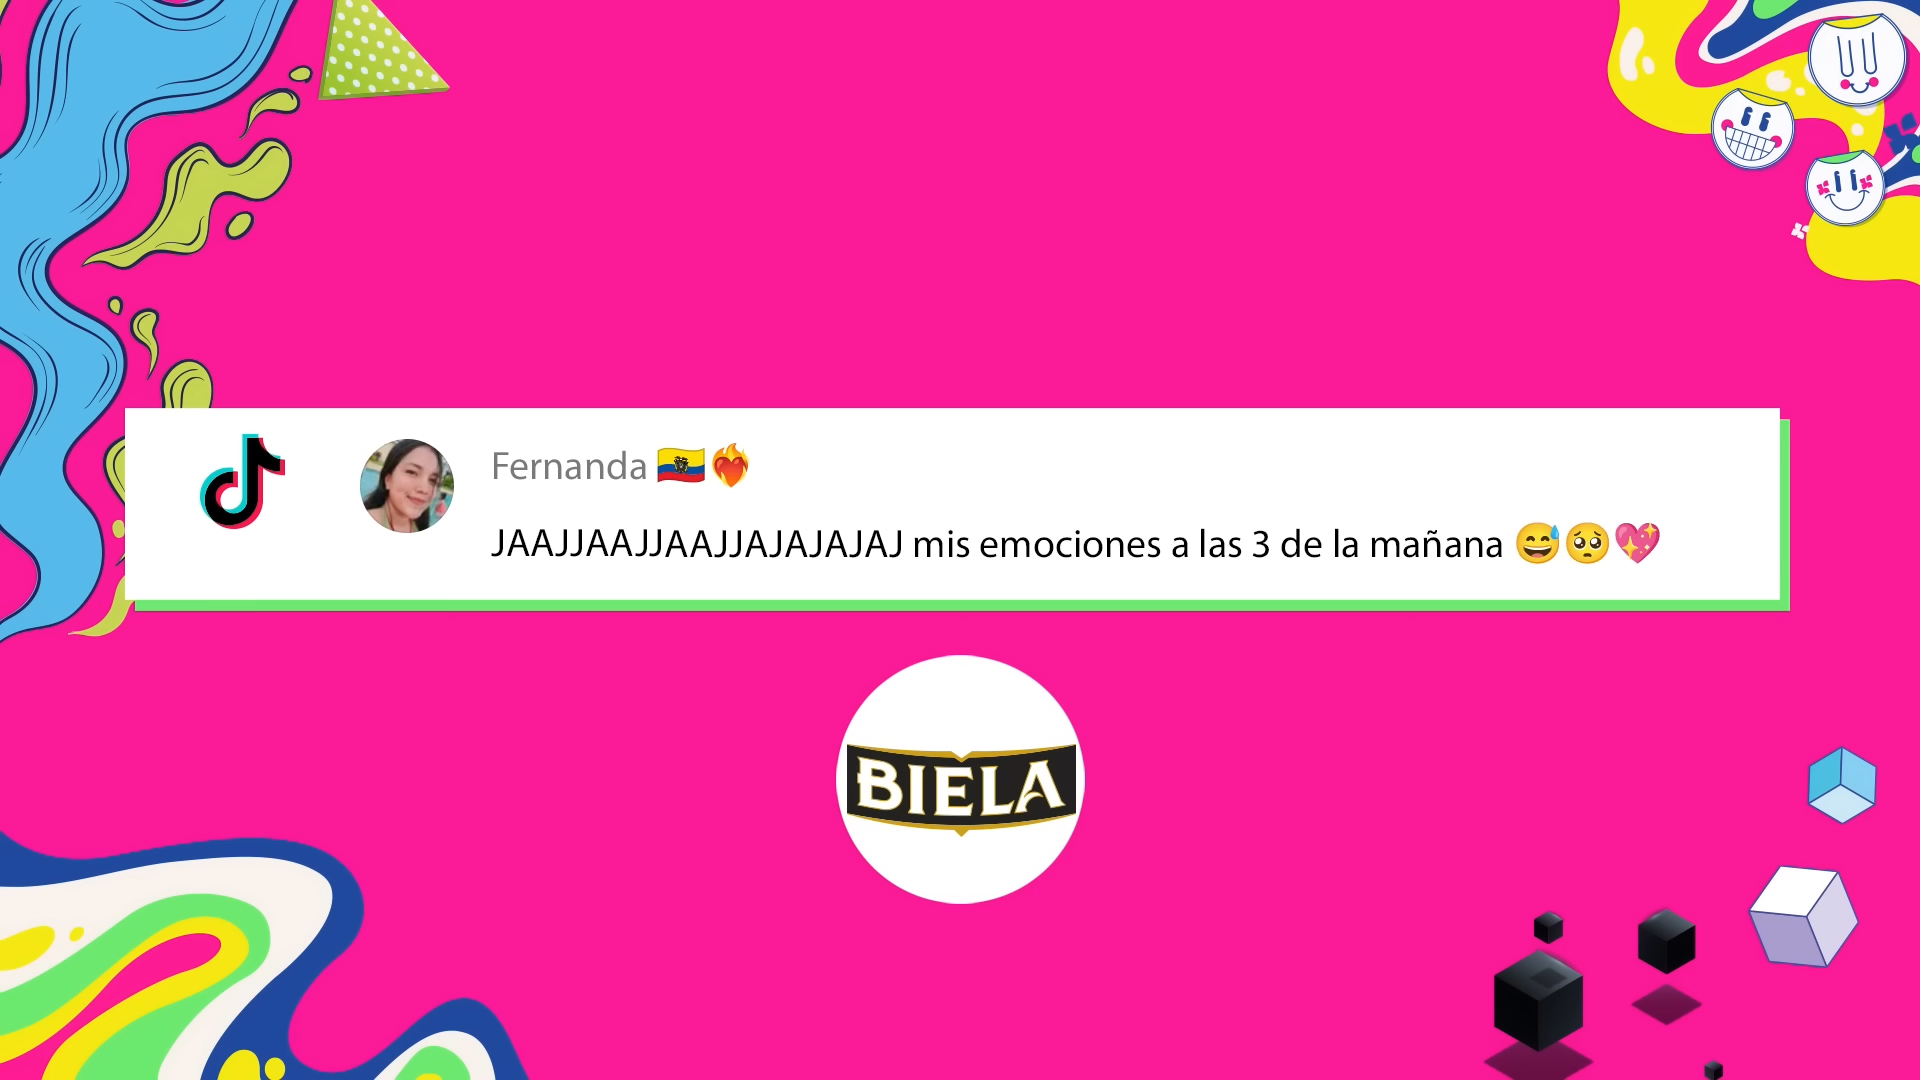 Fernanda 🇪🇨❤️‍🔥
JAAJJAAJJAAJJAJAJAJAJ mis emociones a las 3 de la mañana 😅🥺💖
BIELA